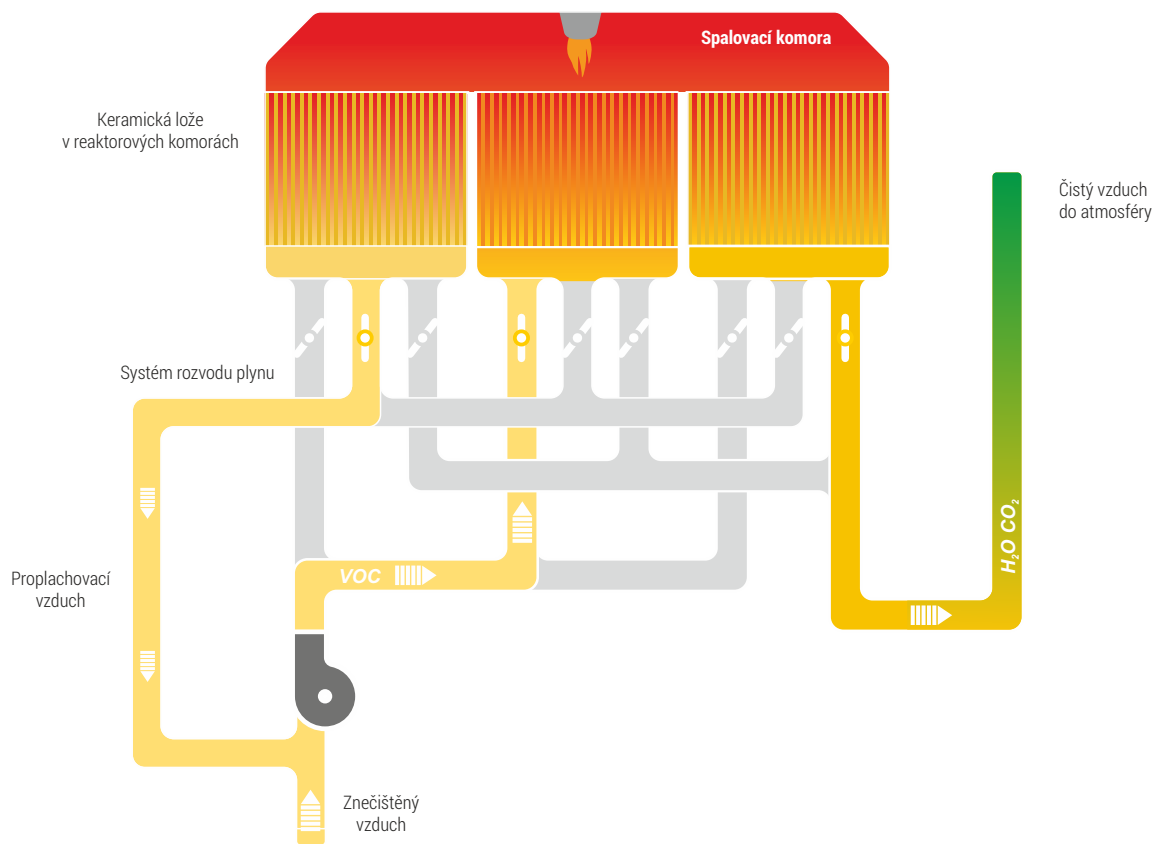 Spalovací komora
Keramická lože
v reaktorových komorách
Čistý vzduch
do atmosféry
Systém rozvodu plynu
H₂O CO₂
Proplachovací
vzduch
VOC
Znečištěný
vzduch